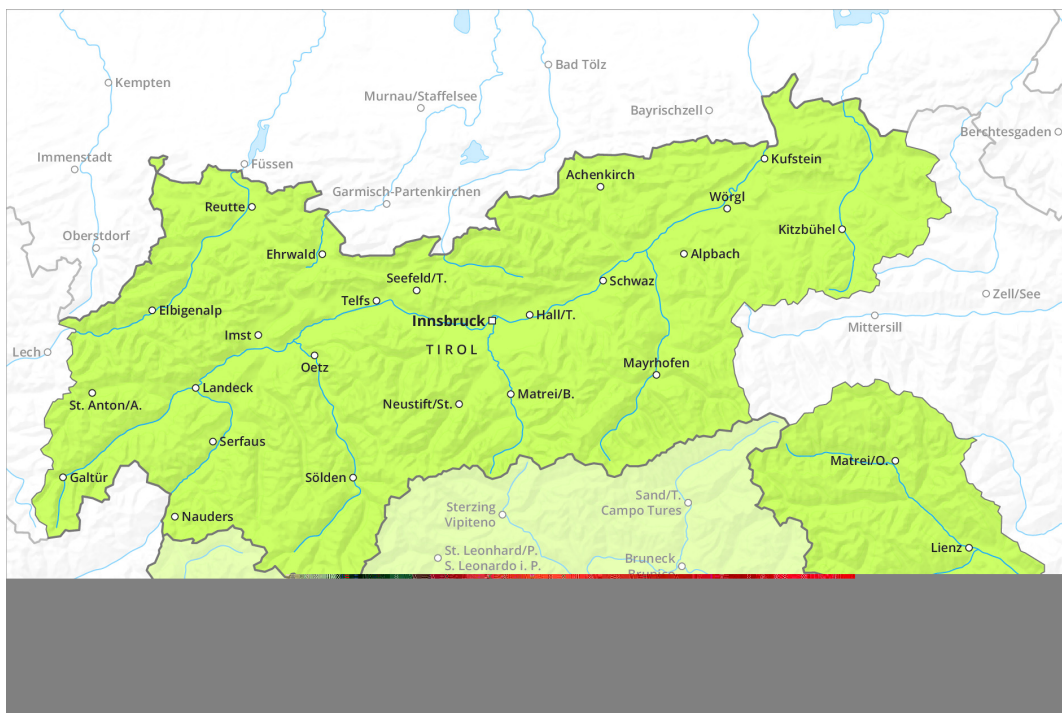 Kempten
Bad Tölz
Murnau/Staffelsee
Bayrischzell
Berchtesgaden
Immenstadt
Füssen
Kufstein
Achenkirch
Garmisch-Partenkirchen
Reutte
Wörgl
Oberstdorf
Kitzbühel
Ehrwald
Alpbach
Seefeld/T.
Schwaz
Zell/See
Telfs
Elbigenalp
Hall/T.
Innsbruck
Mittersill
Imst
TIROL
Lech
Oetz
Mayrhofen
Landeck
St. Anton/A.
Neustift/St.
Matrei/B.
Serfaus
Matrei/O.
Galtür
Sölden
Sand/T.
Campo Tures
Sterzing
Vipiteno
Nauders
Lienz
St. Leonhard/P.
S. Leonardo i. P.
Bruneck
Brunico